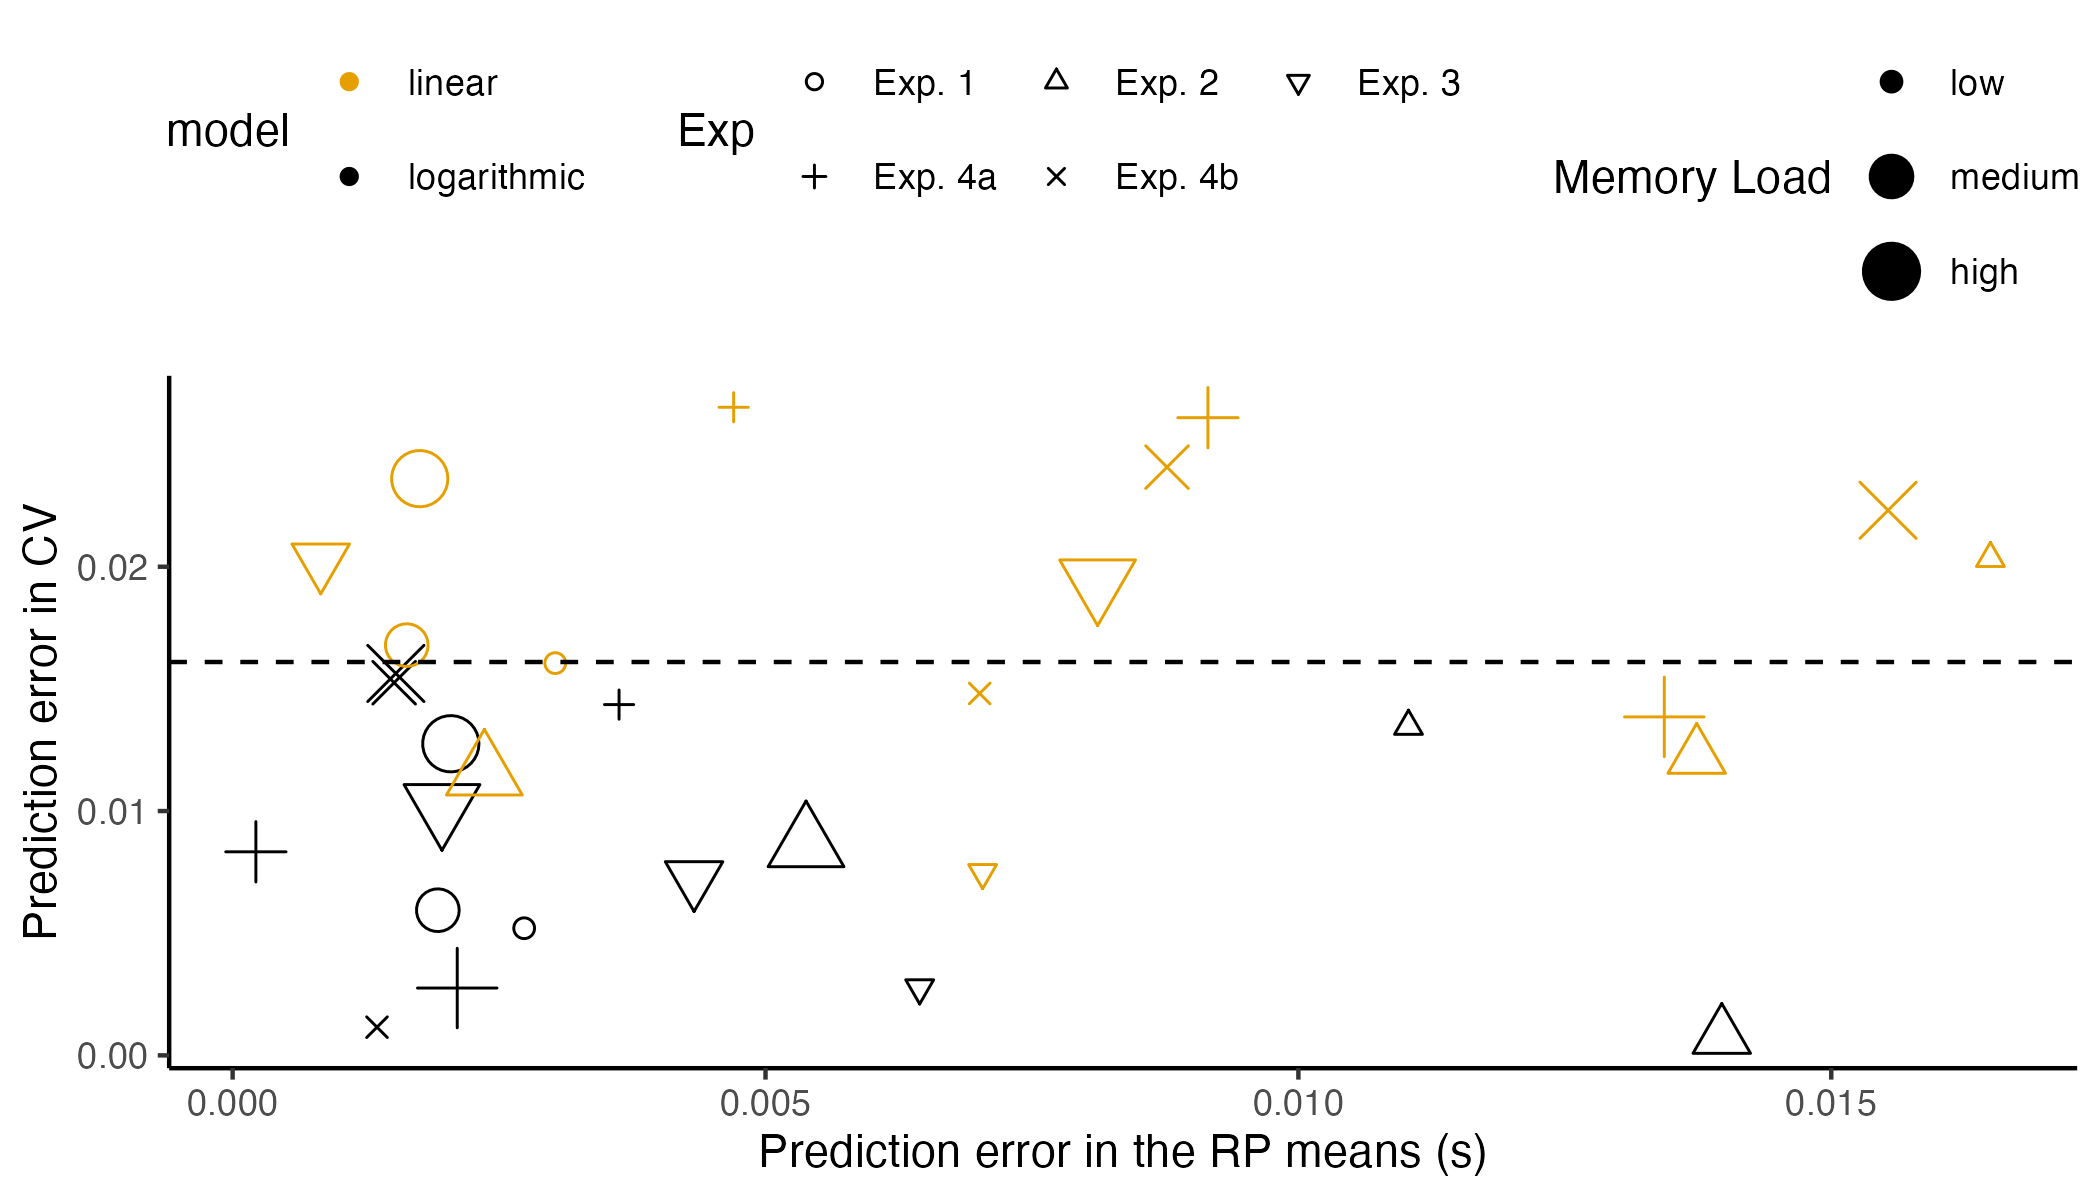 model
linear
logarithmic
Exp
Exp. 1
Exp. 2
Exp. 3
Exp. 4a
Exp. 4b
Memory Load
low
medium
high
Prediction error in CV
0.02
0.01
0.00
0.000
0.005
0.010
0.015
Prediction error in the RP means (s)